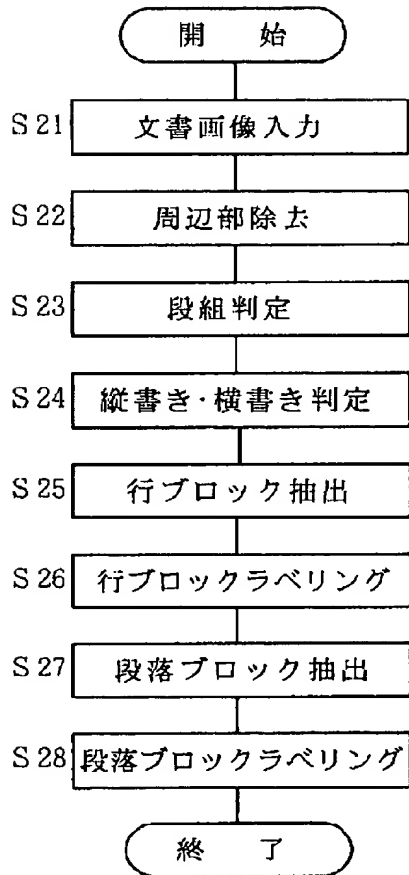 開 始
S21 文書画像入力
S22 周辺部除去
S23 段組判定
S24 縦書き・横書き判定
S25 行ブロック抽出
S26 行ブロックラベリング
S27 段落ブロック抽出
S28 段落ブロックラベリング
終 了